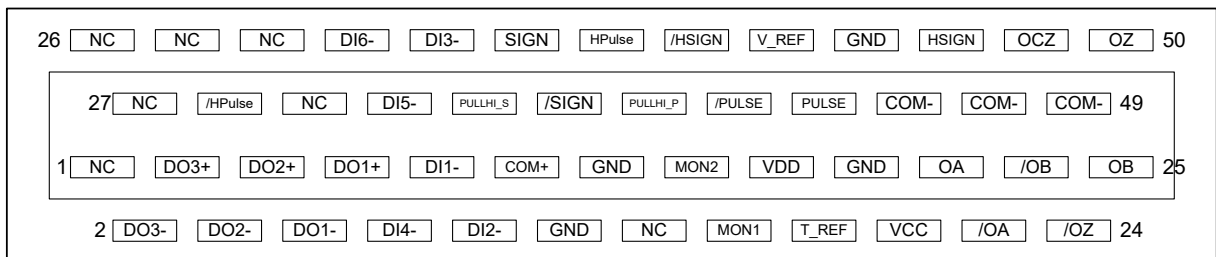 26 NC NC NC DI6- DI3- SIGN HPulse /HSIGN V_REF GND HSIGN OCZ OZ 50
27 NC /HPulse NC DI5- PULLHI_S /SIGN PULLHI_P /PULSE PULSE COM- COM- COM- 49
1 NC DO3+ DO2+ DO1+ DI1- COM+ GND MON2 VDD GND OA /OB OB 25
2 DO3- DO2- DO1- DI4- DI2- GND NC MON1 T_REF VCC /OA /OZ 24